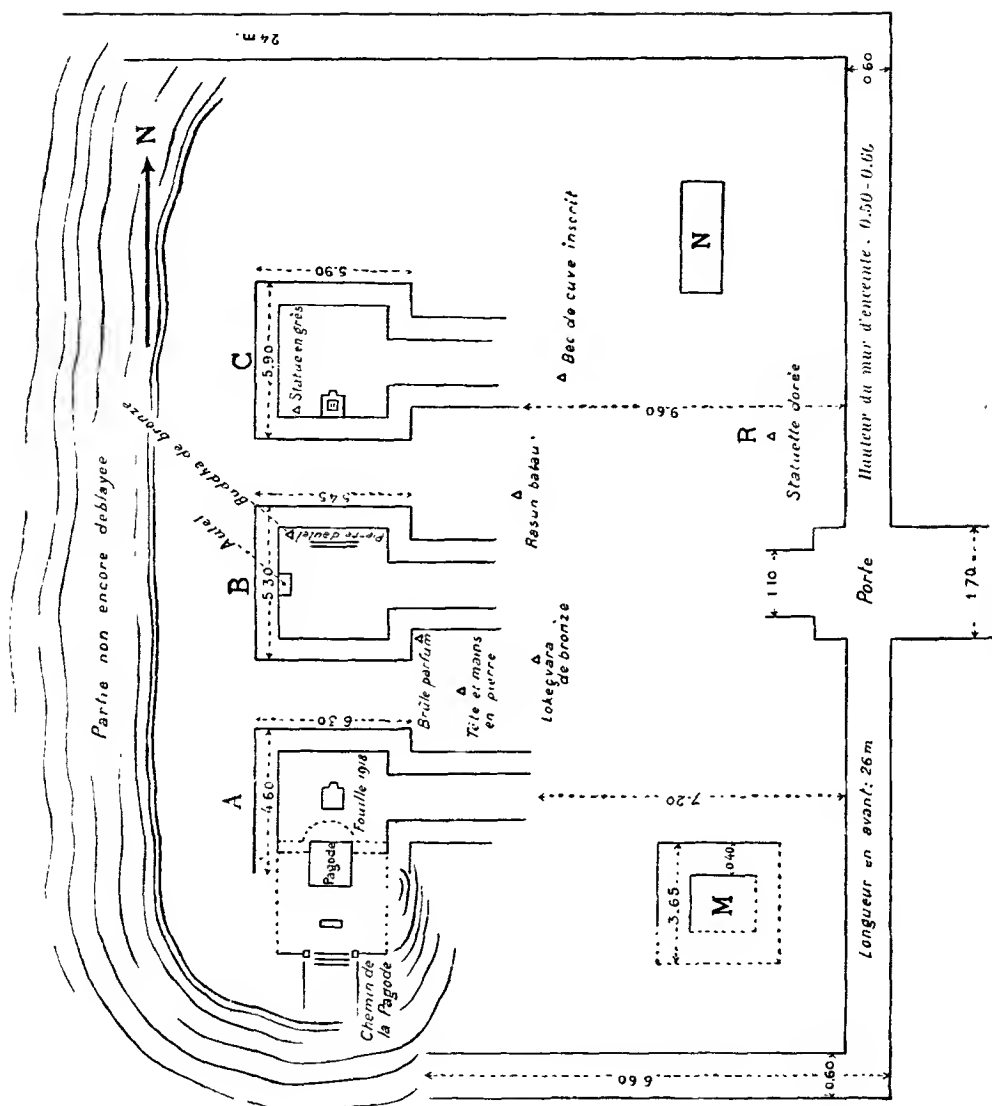 24 m.
N
Partie non encore deblayée
Buddha de bronze
Autel
C
5.90
5.90
Statue en grès
B
5.30
5.45
Pierre d'autel
A
4.60
6.30
Fouille 1918
Pagode
Chemin de
la Pagode
Brûle parfum
Tête et mains
en pierre
Lokeçvara
de bronze
Rasun batau
Bec de cuve inscrit
N
9.60
R
Statuette dorée
7.20
3.65
0.40
M
1.10
Porte
1.70
0.60
Hauteur du mur d'enceinte. 0.50-0.60
Longueur en avant: 26 m
6.60
0.60